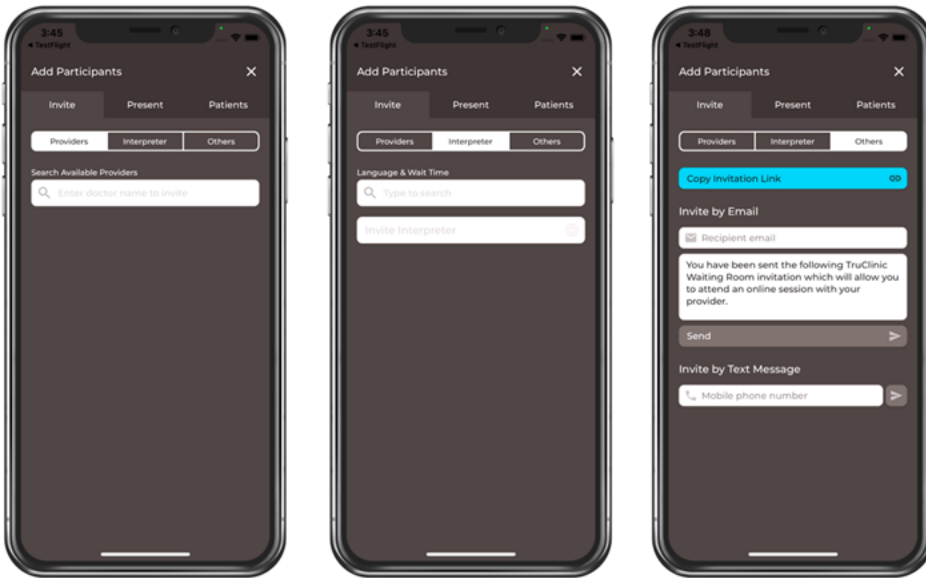 3:45
TestFlight
Add Participants
Invite Present Patients
Providers Interpreter Others
Search Available Providers
Enter doctor name to invite
3:45
TestFlight
Add Participants
Invite Present Patients
Providers Interpreter Others
Language & Wait Time
Type to search
Invite Interpreter
3:48
TestFlight
Add Participants
Invite Present Patients
Providers Interpreter Others
Copy Invitation Link
Invite by Email
Recipient email
You have been sent the following TruClinic
Waiting Room invitation which will allow you
to attend an online session with your
provider.
Send
Invite by Text Message
Mobile phone number